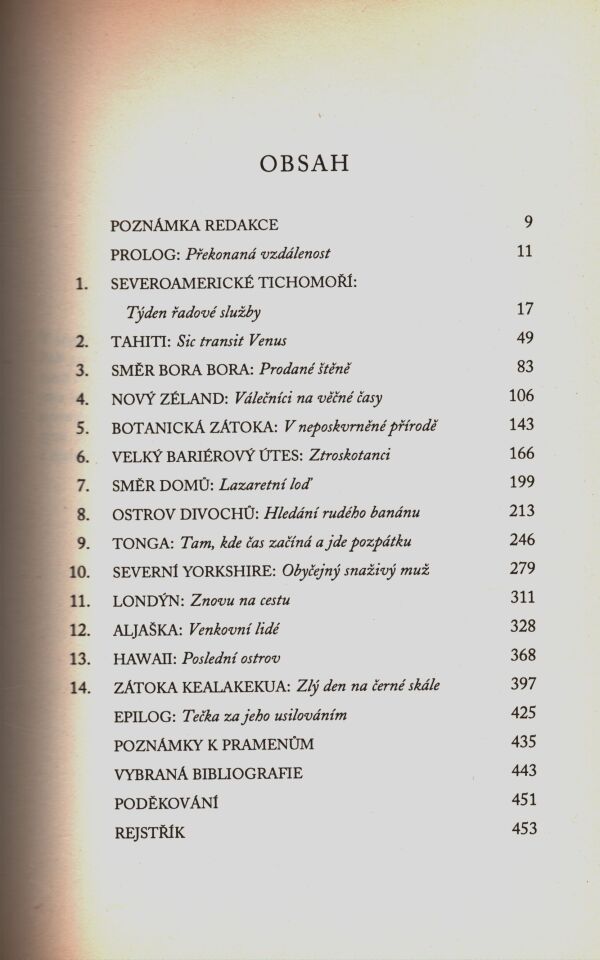 OBSAH
POZNÁMKA REDAKCE 9
PROLOG: Překonaná vzdálenost 11
1. SEVEROAMERICKÉ TICHOMOŘÍ:
Týden řadové služby 17
2. TAHITI: Sic transit Venus 49
3. SMĚR BORA BORA: Prodané štěně 83
4. NOVÝ ZÉLAND: Válečníci na věčné časy 106
5. BOTANICKÁ ZÁTOKA: V neposkvrněné přírodě 143
6. VELKÝ BARIÉROVÝ ÚTES: Ztroskotanci 166
7. SMĚR DOMŮ: Lazaretní loď 199
8. OSTROV DIVOCHŮ: Hledání rudého banánu 213
9. TONGA: Tam, kde čas začíná a jde pozpátku 246
10. SEVERNÍ YORKSHIRE: Obyčejný snaživý muž 279
11. LONDÝN: Znovu na cestu 311
12. ALJAŠKA: Venkovní lidé 328
13. HAWAII: Poslední ostrov 368
14. ZÁTOKA KEALAKEKUA: Zlý den na černé skále 397
EPILOG: Tečka za jeho usilováním 425
POZNÁMKY K PRAMENŮM 435
VYBRANÁ BIBLIOGRAFIE 443
PODĚKOVÁNÍ 451
REJSTŘÍK 453